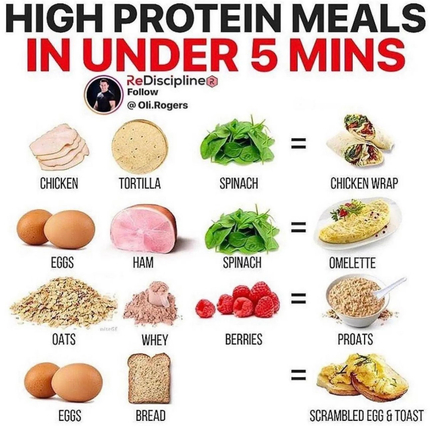 HIGH PROTEIN MEALS
IN UNDER 5 MINS
ReDiscipline
Follow
@ Oli.Rogers
CHICKEN TORTILLA SPINACH = CHICKEN WRAP
EGGS HAM SPINACH = OMELETTE
OATS WHEY BERRIES = PROATS
EGGS BREAD = SCRAMBLED EGG & TOAST